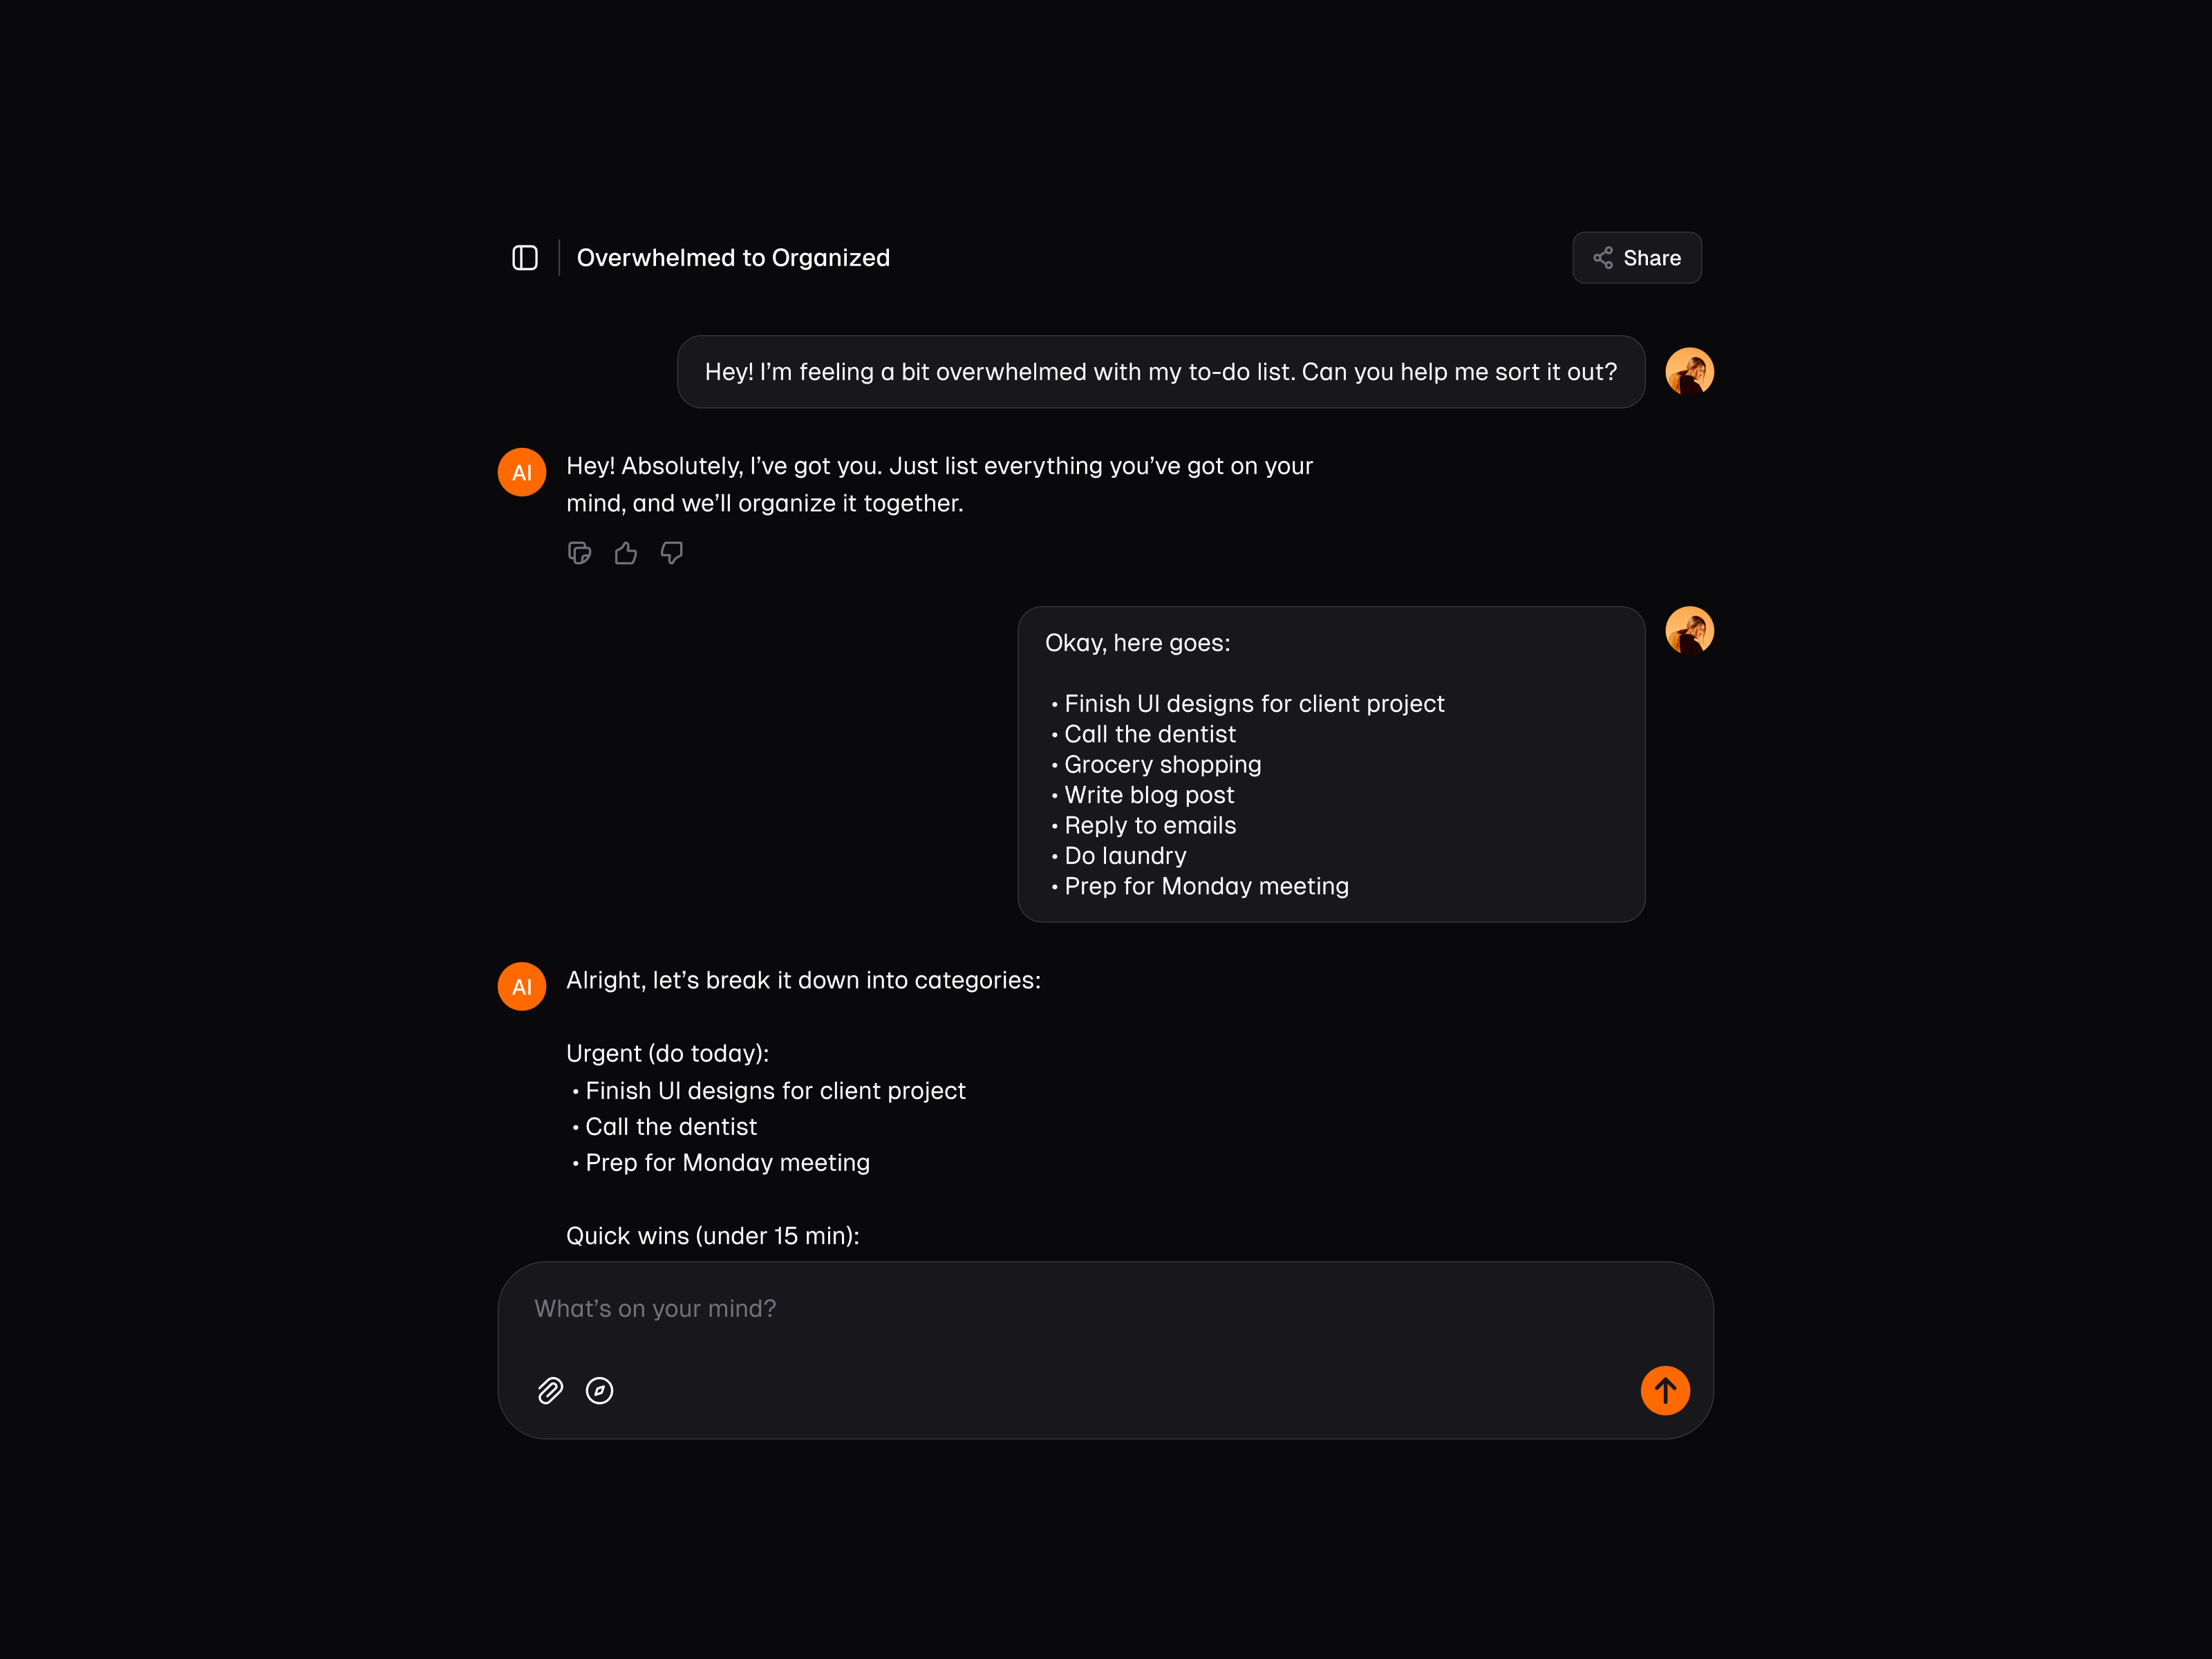 Overwhelmed to Organized
Share
Hey! I’m feeling a bit overwhelmed with my to-do list. Can you help me sort it out?
AI
Hey! Absolutely, I’ve got you. Just list everything you’ve got on your
mind, and we’ll organize it together.
Okay, here goes:
• Finish UI designs for client project
• Call the dentist
• Grocery shopping
• Write blog post
• Reply to emails
• Do laundry
• Prep for Monday meeting
AI
Alright, let’s break it down into categories:
Urgent (do today):
• Finish UI designs for client project
• Call the dentist
• Prep for Monday meeting
Quick wins (under 15 min):
What’s on your mind?